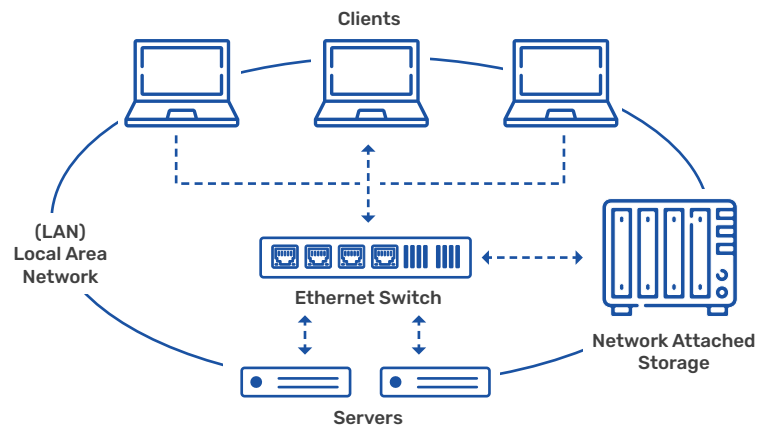 Clients
(LAN)
Local Area
Network
Ethernet Switch
Network Attached
Storage
Servers